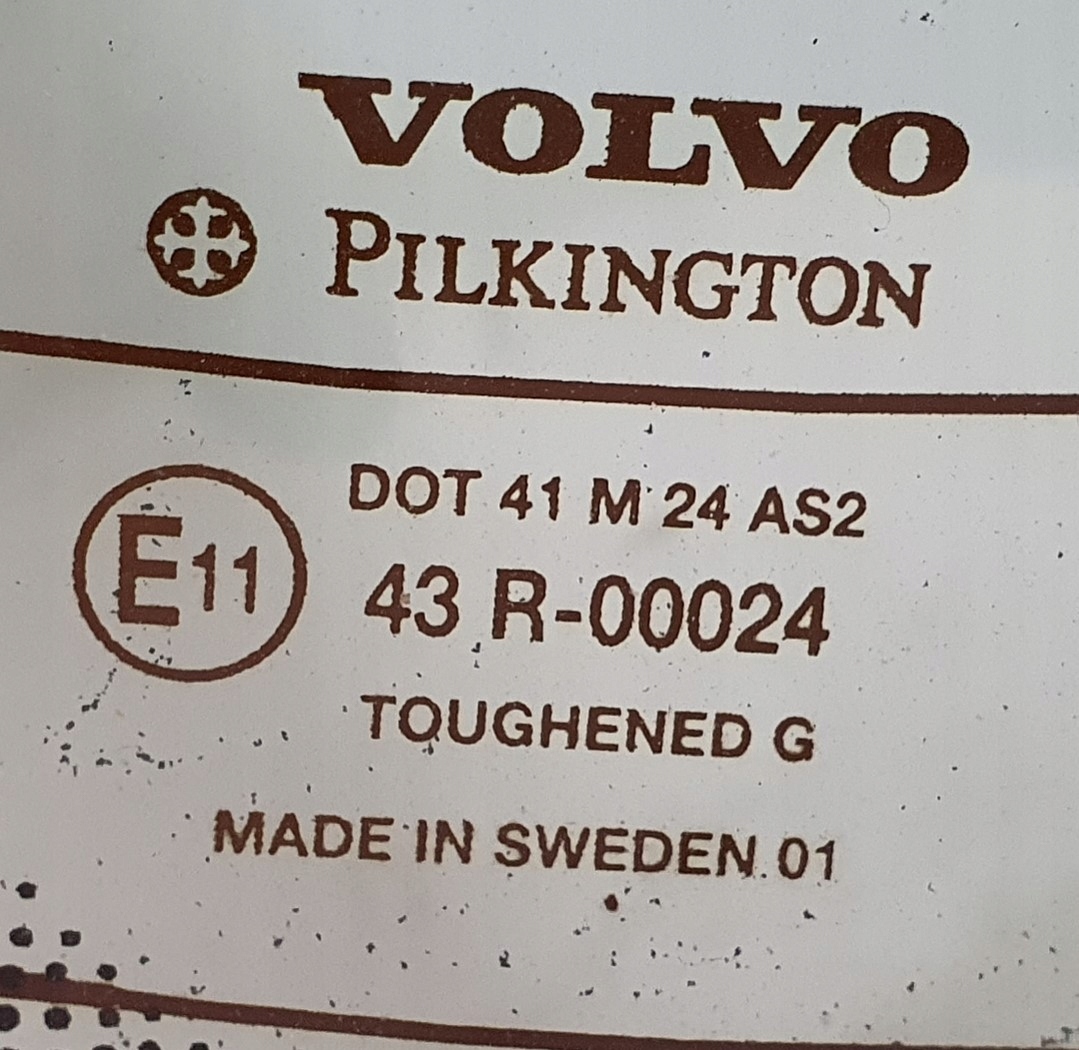 VOLVO
PILKINGTON
E11
DOT 41 M 24 AS2
43 R-00024
TOUGHENED G
MADE IN SWEDEN 01